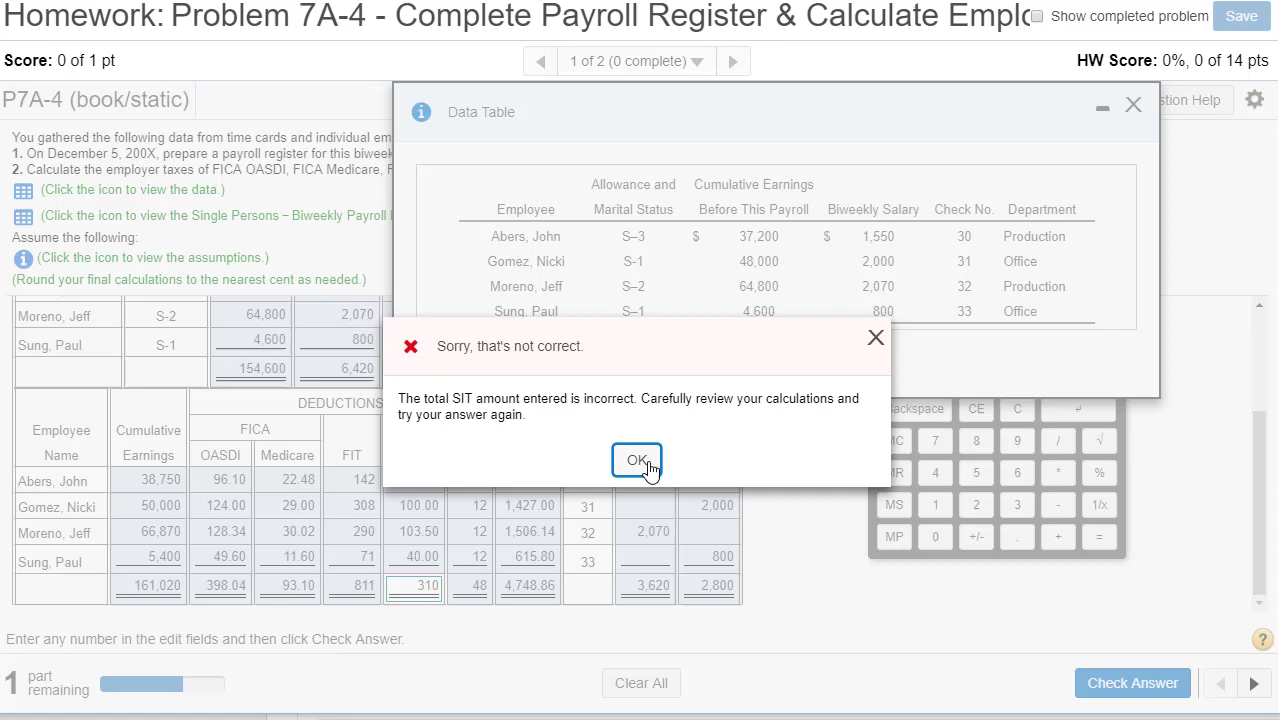 Homework: Problem 7A-4 - Complete Payroll Register & Calculate Emplo
Show completed problem Save
Score: 0 of 1 pt
1 of 2 (0 complete)
HW Score: 0%, 0 of 14 pts
P7A-4 (book/static)
Help
You gathered the following data from time cards and individual
1. On December 5, 200X, prepare a payroll register for this
2. Calculate the employer taxes of FICA OASDI, FICA Medicare,
(Click the icon to view the data.)
(Click the icon to view the Single Persons – Biweekly Payroll
Assume the following:
(Click the icon to view the assumptions.)
(Round your final calculations to the nearest cent as needed.)
Data Table
Allowance and Cumulative Earnings
Employee Marital Status Before This Payroll Biweekly Salary Check No. Department
Abers, John S–3 $ 37,200 $ 1,550 30 Production
Gomez, Nicki S-1 48,000 2,000 31 Office
Moreno, Jeff S–2 64,800 2,070 32 Production
Sung, Paul S–1 4,600 800 33 Office
Moreno, Jeff S-2 64,800 2,070
Sung, Paul S-1 4,600 800
154,600 6,420
Sorry, that's not correct.
The total SIT amount entered is incorrect. Carefully review your calculations and
try your answer again.
OK
DEDUCTIONS
Employee Cumulative FICA
Name Earnings OASDI Medicare FIT
Abers, John 38,750 96.10 22.48 142
Gomez, Nicki 50,000 124.00 29.00 308 100.00 12 1,427.00 31 2,000
Moreno, Jeff 66,870 128.34 30.02 290 103.50 12 1,506.14 32 2,070
Sung, Paul 5,400 49.60 11.60 71 40.00 12 615.80 33 800
161,020 398.04 93.10 811 310 48 4,748.86 3,620 2,800
CE C ↵
7 8 9 / √
4 5 6 * %
MS 1 2 3 - 1/x
MP 0 +/- . + =
Enter any number in the edit fields and then click Check Answer.
?
1 part
remaining
Clear All
Check Answer